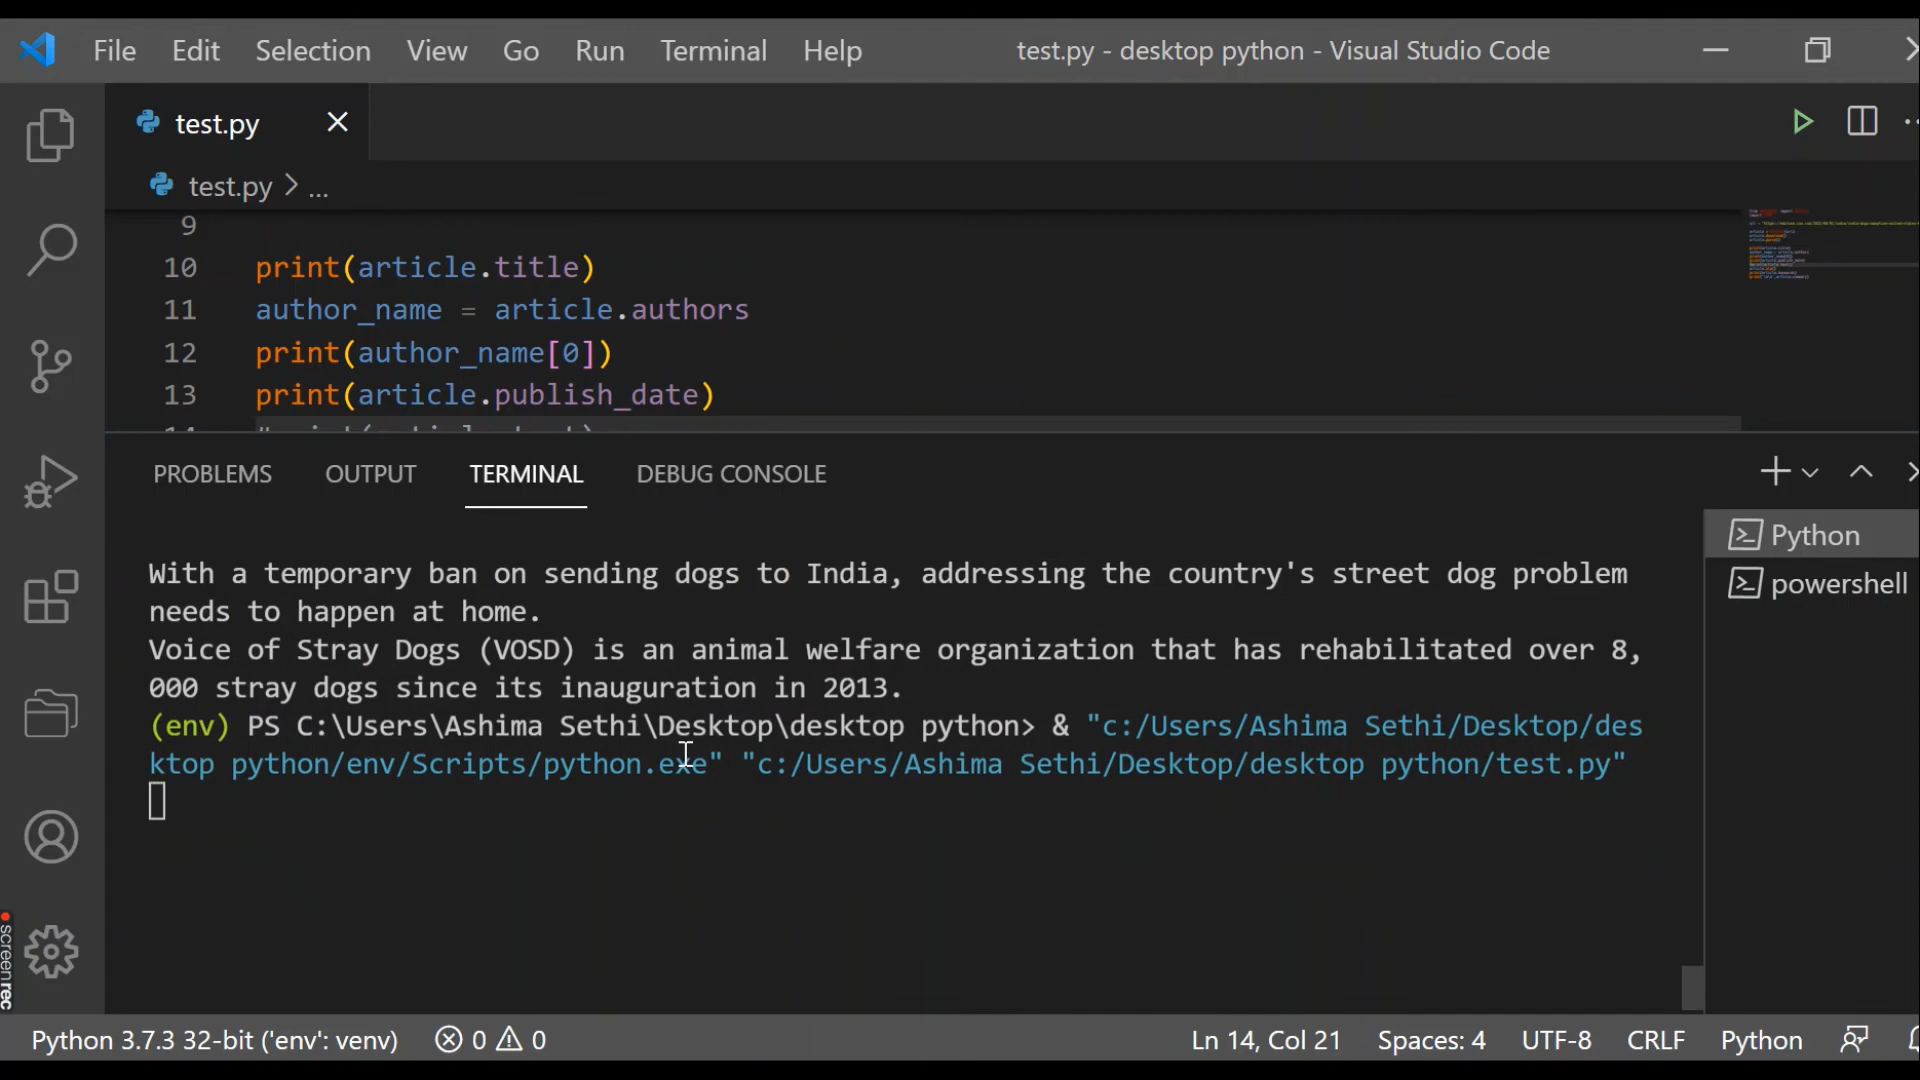 File Edit Selection View Go Run Terminal Help test.py - desktop python - Visual Studio Code
test.py
test.py > ...
9
10 print(article.title)
11 author_name = article.authors
12 print(author_name[0])
13 print(article.publish_date)
PROBLEMS OUTPUT TERMINAL DEBUG CONSOLE
Python
powershell
With a temporary ban on sending dogs to India, addressing the country's street dog problem
needs to happen at home.
Voice of Stray Dogs (VOSD) is an animal welfare organization that has rehabilitated over 8,
000 stray dogs since its inauguration in 2013.
(env) PS C:\Users\Ashima Sethi\Desktop\desktop python> & "c:/Users/Ashima Sethi/Desktop/des
ktop python/env/Scripts/python.exe" "c:/Users/Ashima Sethi/Desktop/desktop python/test.py"
screenrec
Python 3.7.3 32-bit ('env': venv) 0 0 Ln 14, Col 21 Spaces: 4 UTF-8 CRLF Python